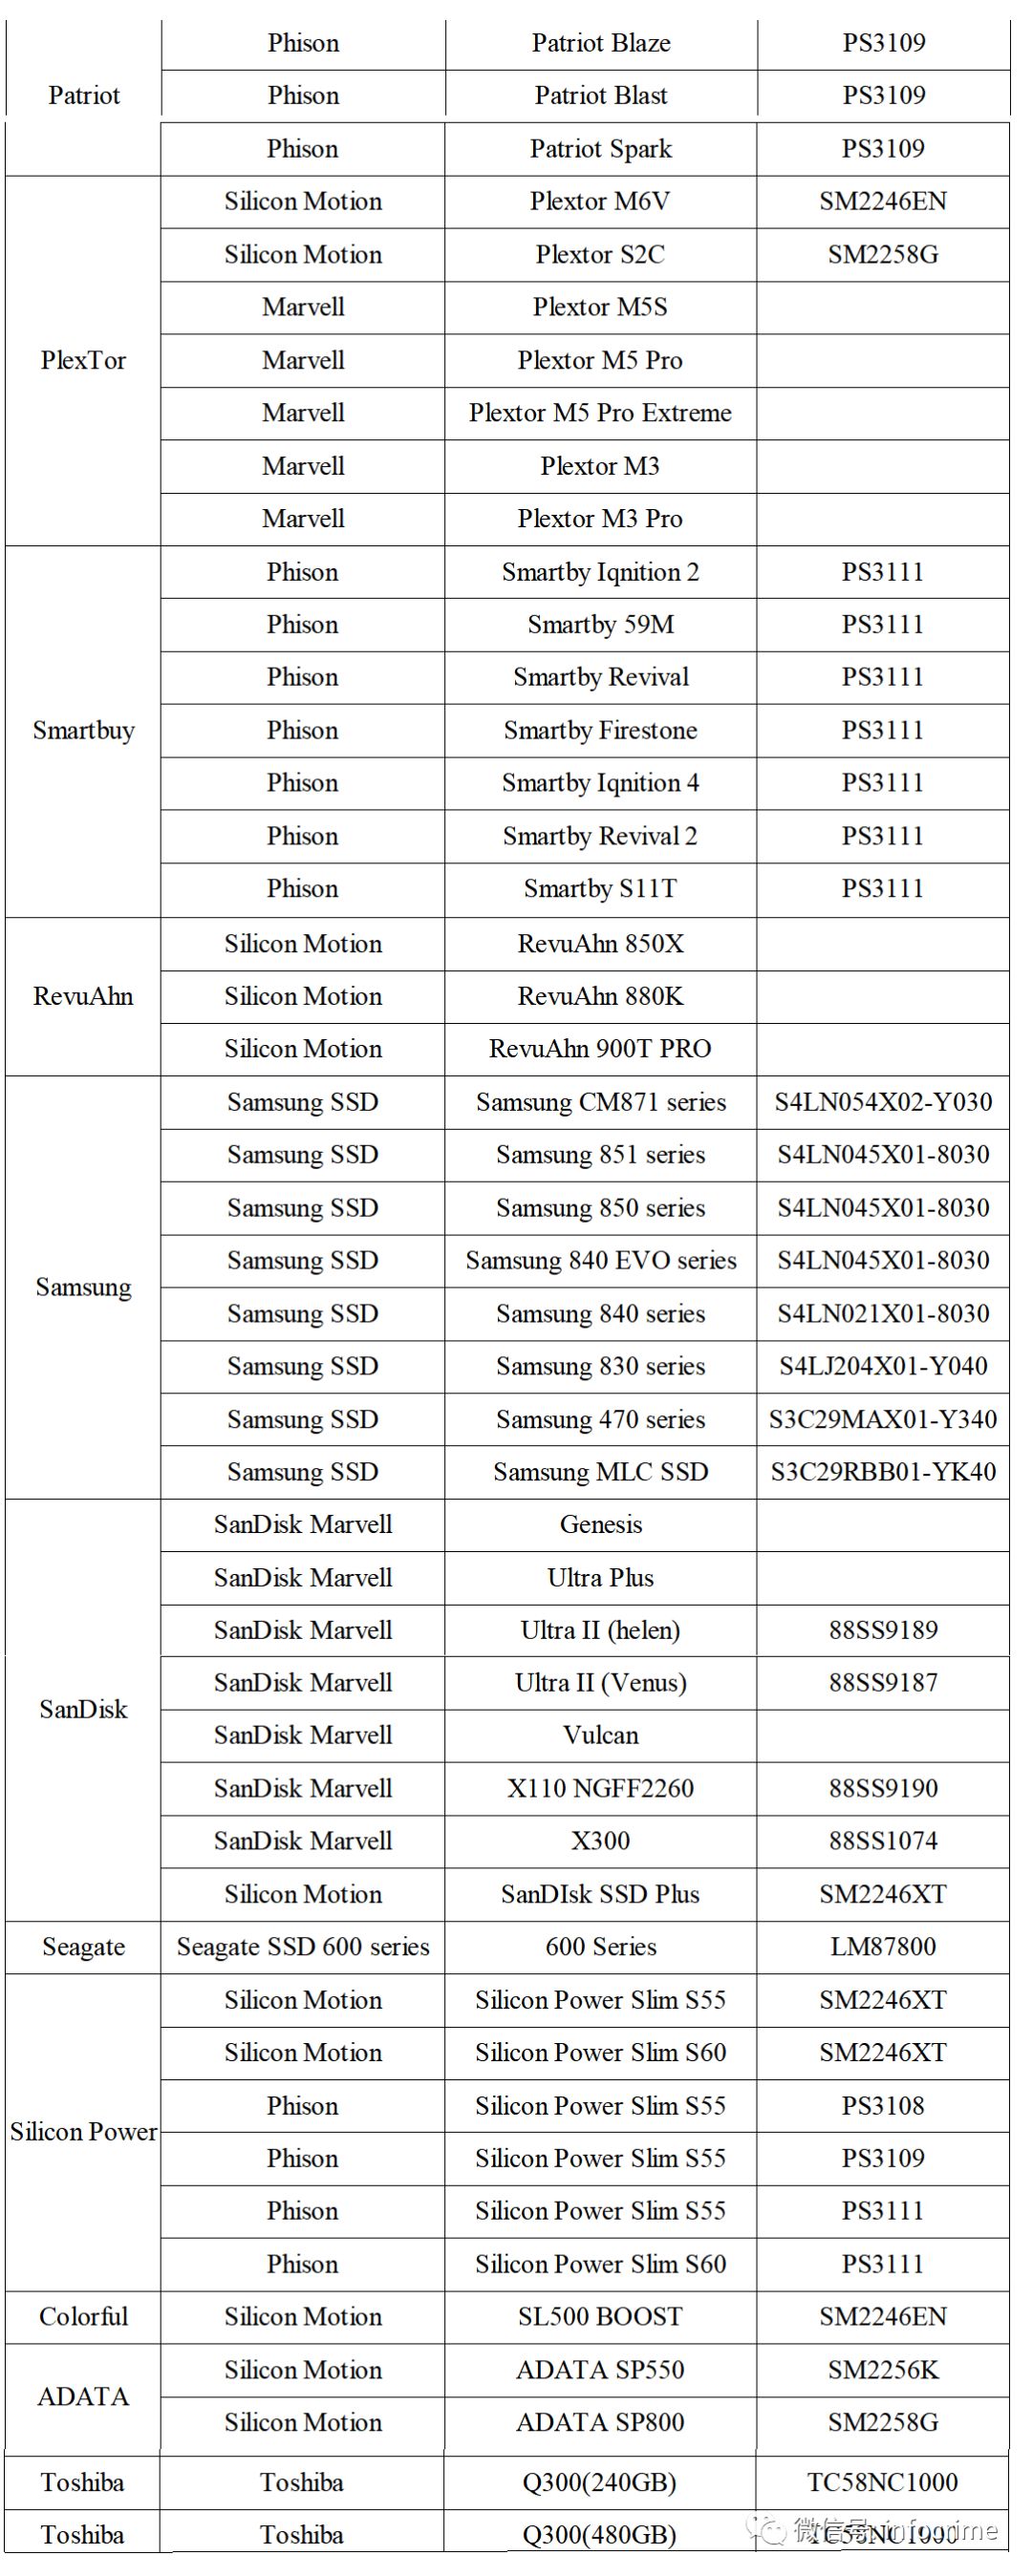 Phison Patriot Blaze PS3109
Patriot Phison Patriot Blast PS3109
Phison Patriot Spark PS3109
Silicon Motion Plextor M6V SM2246EN
Silicon Motion Plextor S2C SM2258G
Marvell Plextor M5S
PlexTor Marvell Plextor M5 Pro
Marvell Plextor M5 Pro Extreme
Marvell Plextor M3
Marvell Plextor M3 Pro
Phison Smartby Iqnition 2 PS3111
Phison Smartby 59M PS3111
Phison Smartby Revival PS3111
Smartbuy Phison Smartby Firestone PS3111
Phison Smartby Iqnition 4 PS3111
Phison Smartby Revival 2 PS3111
Phison Smartby S11T PS3111
Silicon Motion RevuAhn 850X
RevuAhn Silicon Motion RevuAhn 880K
Silicon Motion RevuAhn 900T PRO
Samsung SSD Samsung CM871 series S4LN054X02-Y030
Samsung SSD Samsung 851 series S4LN045X01-8030
Samsung SSD Samsung 850 series S4LN045X01-8030
Samsung SSD Samsung 840 EVO series S4LN045X01-8030
Samsung
Samsung SSD Samsung 840 series S4LN021X01-8030
Samsung SSD Samsung 830 series S4LJ204X01-Y040
Samsung SSD Samsung 470 series S3C29MAX01-Y340
Samsung SSD Samsung MLC SSD S3C29RBB01-YK40
SanDisk Marvell Genesis
SanDisk Marvell Ultra Plus
SanDisk Marvell Ultra II (helen) 88SS9189
SanDisk Marvell Ultra II (Venus) 88SS9187
SanDisk
SanDisk Marvell Vulcan
SanDisk Marvell X110 NGFF2260 88SS9190
SanDisk Marvell X300 88SS1074
Silicon Motion SanDIsk SSD Plus SM2246XT
Seagate Seagate SSD 600 series 600 Series LM87800
Silicon Motion Silicon Power Slim S55 SM2246XT
Silicon Motion Silicon Power Slim S60 SM2246XT
Phison Silicon Power Slim S55 PS3108
Silicon Power
Phison Silicon Power Slim S55 PS3109
Phison Silicon Power Slim S55 PS3111
Phison Silicon Power Slim S60 PS3111
Colorful Silicon Motion SL500 BOOST SM2246EN
Silicon Motion ADATA SP550 SM2256K
ADATA
Silicon Motion ADATA SP800 SM2258G
Toshiba Toshiba Q300(240GB) TC58NC1000
Toshiba Toshiba Q300(480GB) TC58NC1000
微信号: infocrime